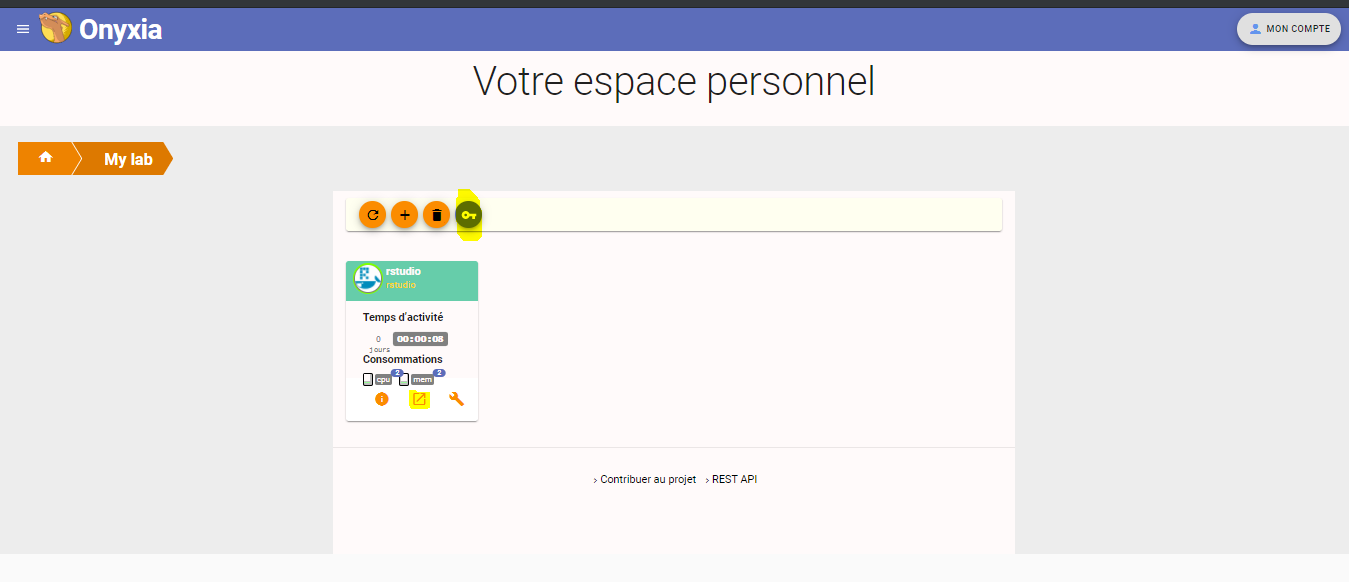 Onyxia
MON COMPTE
Votre espace personnel
My lab
rstudio
rstudio
Temps d'activité
0 00:00:08
jours
Consommations
cpu 2 mem 2
› Contribuer au projet › REST API